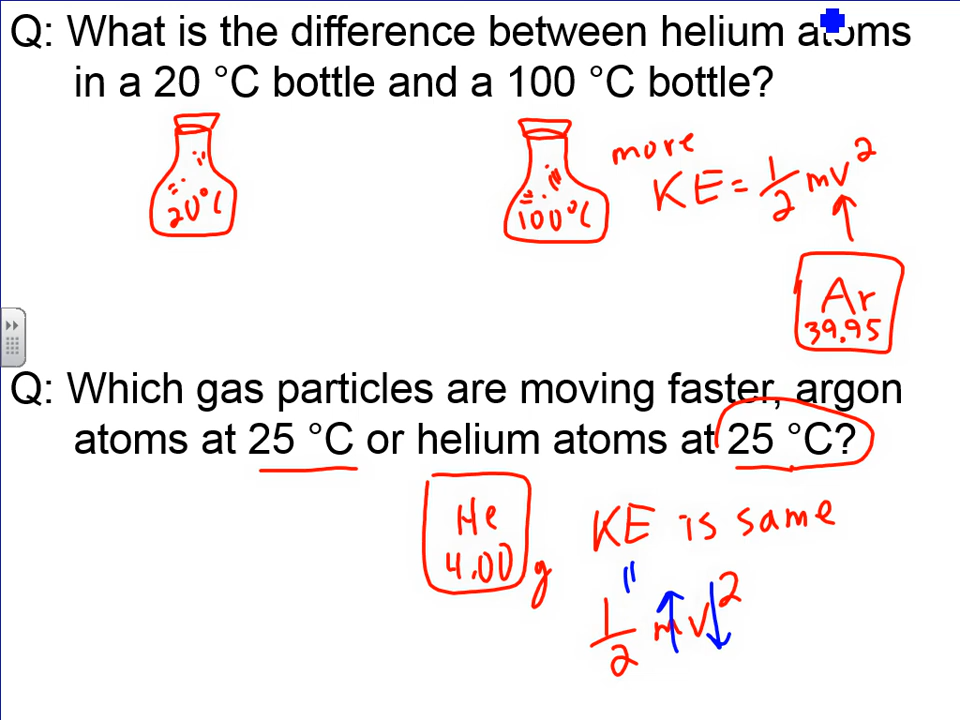 Q: What is the difference between helium atoms
in a 20 °C bottle and a 100 °C bottle?
20°C
100°C
more
KE = 1/2 mv²
Ar
39.95
Q: Which gas particles are moving faster, argon
atoms at 25 °C or helium atoms at 25 °C?
He
4.00 g
KE is same
"
1/2 mv²